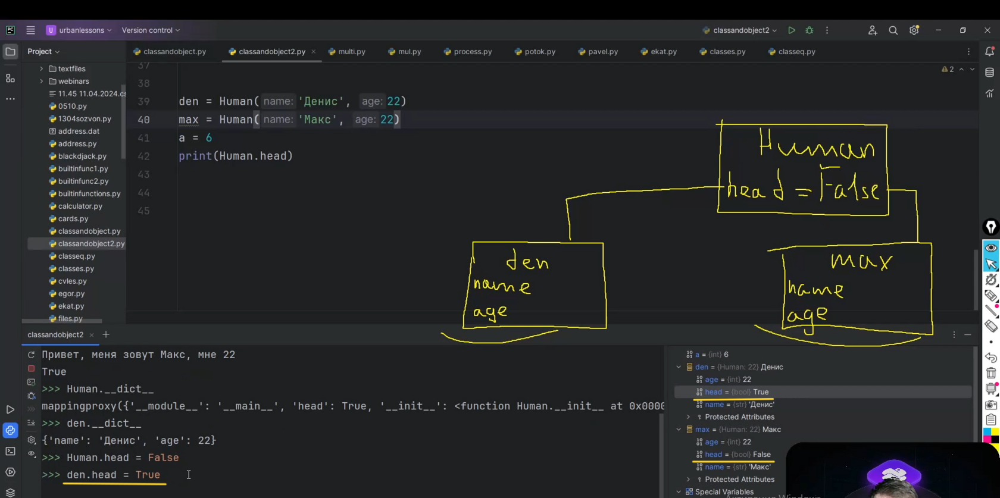 PC
U urbanlessons
Version control
classandobject2
Project
classandobject.py
classandobject2.py
multi.py
mul.py
process.py
potok.py
pavel.py
ekat.py
classes.py
classeq.py
textfiles
webinars
11.45 11.04.2024.cs
0510.py
1304sozvon.py
address.dat
address.py
blackdjack.py
builtinfunc1.py
builtinfunc2.py
builtinfunctions.py
calculator.py
cards.py
classandobject.py
classandobject2.py
classeq.py
classes.py
cvles.py
egor.py
ekat.py
files.py
2
37
38
39 den = Human( name: 'Денис', age: 22)
40 max = Human( name: 'Макс', age: 22)
41 a = 6
42 print(Human.head)
43
44
45
Human
head = False
den
name
age
max
name
age
classandobject2
Привет, меня зовут Макс, мне 22
True
>>> Human.__dict__
mappingproxy({'__module__': '__main__', 'head': True, '__init__': <function Human.__init__ at 0x0000
>>> den.__dict__
{'name': 'Денис', 'age': 22}
>>> Human.head = False
>>> den.head = True
a = {int} 6
den = {Human: 22} Денис
age = {int} 22
head = {bool} True
name = {str} 'Денис'
Protected Attributes
max = {Human: 22} Макс
age = {int} 22
head = {bool} False
name = {str} 'Макс'
Protected Attributes
Special Variables